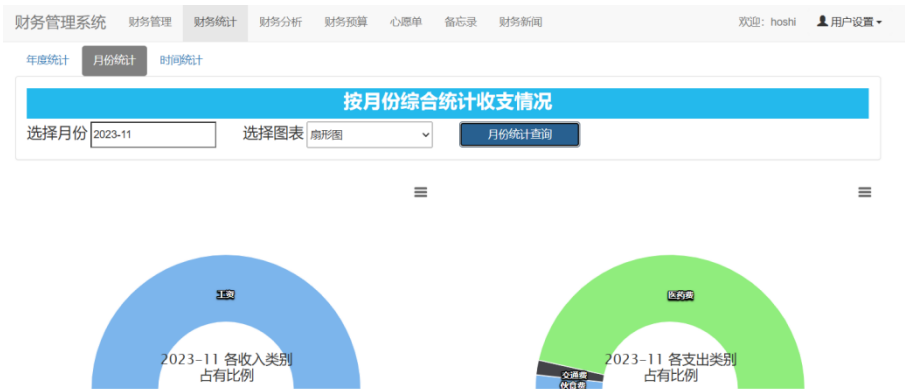 财务管理系统 财务管理 财务统计 财务分析 财务预算 心愿单 备忘录 财务新闻 欢迎: hoshi 用户设置
年度统计 月份统计 时间统计
按月份综合统计收支情况
选择月份 2023-11 选择图表 扇形图 月份统计查询
工资
医药费
2023-11 各收入类别
占有比例
交通费
伙食费
2023-11 各支出类别
占有比例